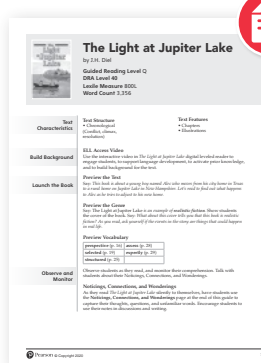 The Light at Jupiter Lake
by J.H. Diel
Guided Reading Level Q
DRA Level 40
Lexile Measure 800L
Word Count 3,356
Text Characteristics
Text Structure
• Chronological
(Conflict, climax,
resolution)
Text Features
• Chapters
• Illustrations
Build Background
ELL Access Video
Use the interactive video in The Light at Jupiter Lake digital leveled reader to
engage students, to support language development, to activate prior knowledge,
and to build background for the text.
Launch the Book
Preview the Text
Say: This book is about a young boy named Alec who moves from his city home in Texas
to a rural home on Jupiter Lake in New Hampshire. Let's read to find out what happens
to Alec as he tries to adjust to his new home.
Preview the Genre
Say: The Light at Jupiter Lake is an example of realistic fiction. Show students
the cover of the book. Say: What about this cover tells you that this book is realistic
fiction? As you read, ask yourself if the events in the story are things that could happen
in real life.
Preview Vocabulary
perspective (p. 16) access (p. 28)
selected (p. 29) expertly (p. 29)
structured (p. 29)
Observe and Monitor
Observe students as they read, and monitor their comprehension. Talk with
students about their Noticings, Connections, and Wonderings.
Noticings, Connections, and Wonderings
As they read The Light at Jupiter Lake silently to themselves, have students use
the Noticings, Connections, and Wonderings page at the end of this guide to
capture their thoughts, questions, and unfamiliar words. Encourage students to
use these notes in discussions and writing.
Pearson © Copyright 2020